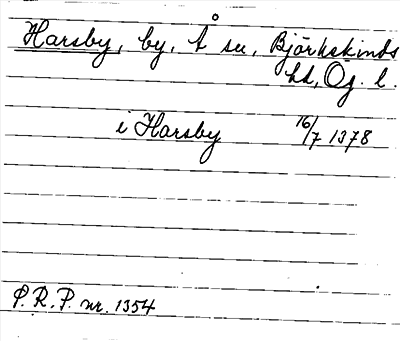 Harsby, by, Å sn, Björkekinds
hd, Ög. l.
i Harsby 16/7 1378
P. R. P. nr. 1354